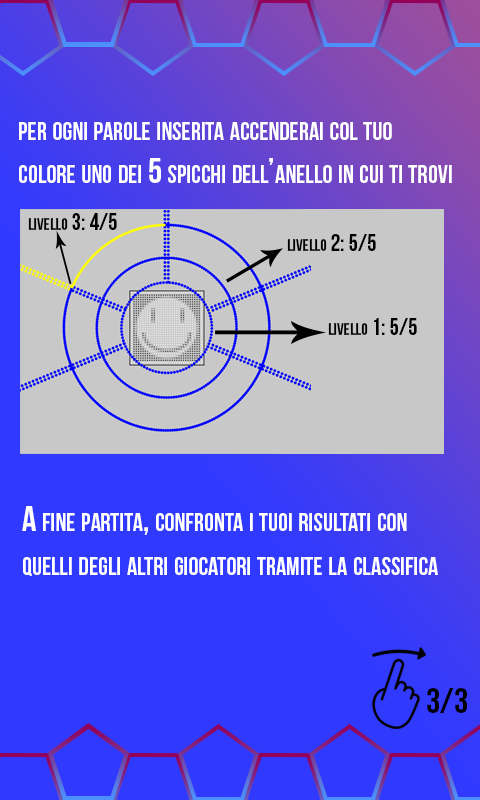 PER OGNI PAROLE INSERITA ACCENDERAI COL TUO
COLORE UNO DEI 5 SPICCHI DELL'ANELLO IN CUI TI TROVI
LIVELLO 3: 4/5
LIVELLO 2: 5/5
LIVELLO 1: 5/5
A FINE PARTITA, CONFRONTA I TUOI RISULTATI CON
QUELLI DEGLI ALTRI GIOCATORI TRAMITE LA CLASSIFICA
3/3